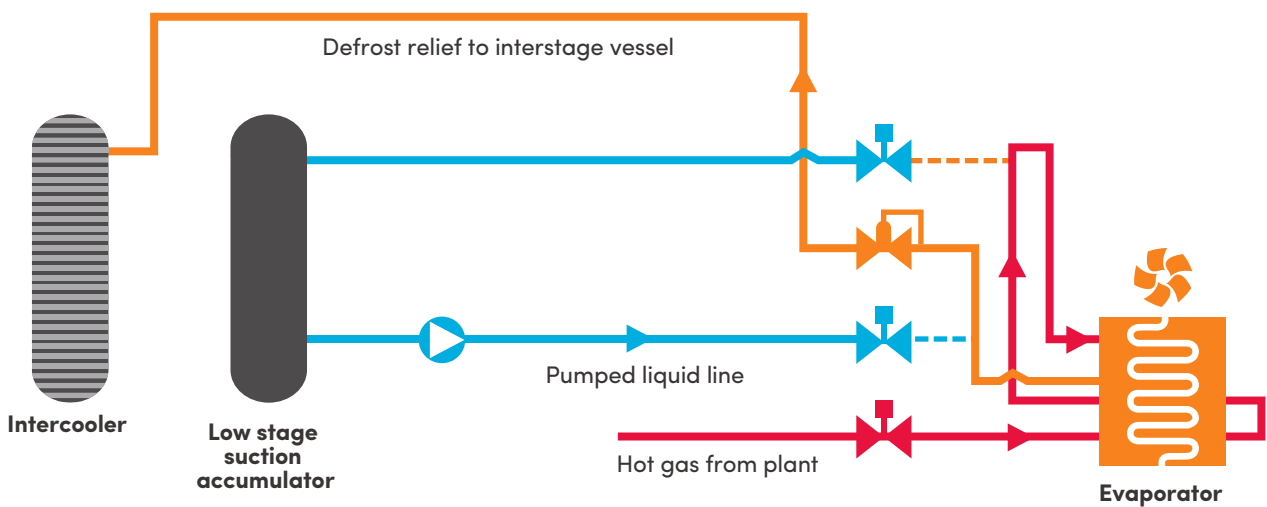 Defrost relief to interstage vessel
Pumped liquid line
Intercooler
Low stage
suction
accumulator
Hot gas from plant
Evaporator